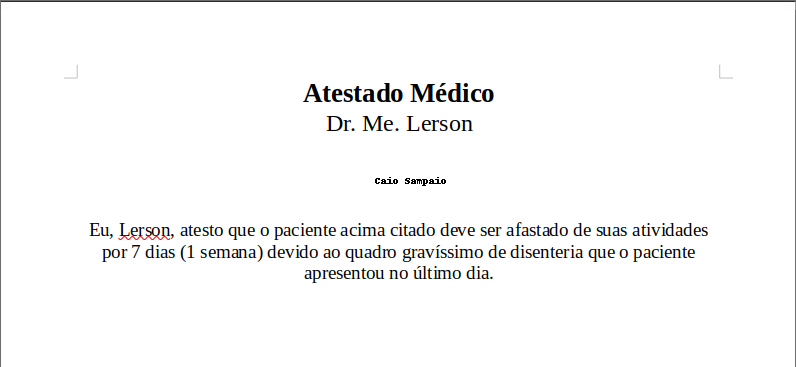 Atestado Médico
Dr. Me. Lerson
Caio Sampaio
Eu, Lerson, atesto que o paciente acima citado deve ser afastado de suas atividades
por 7 dias (1 semana) devido ao quadro gravíssimo de disenteria que o paciente
apresentou no último dia.